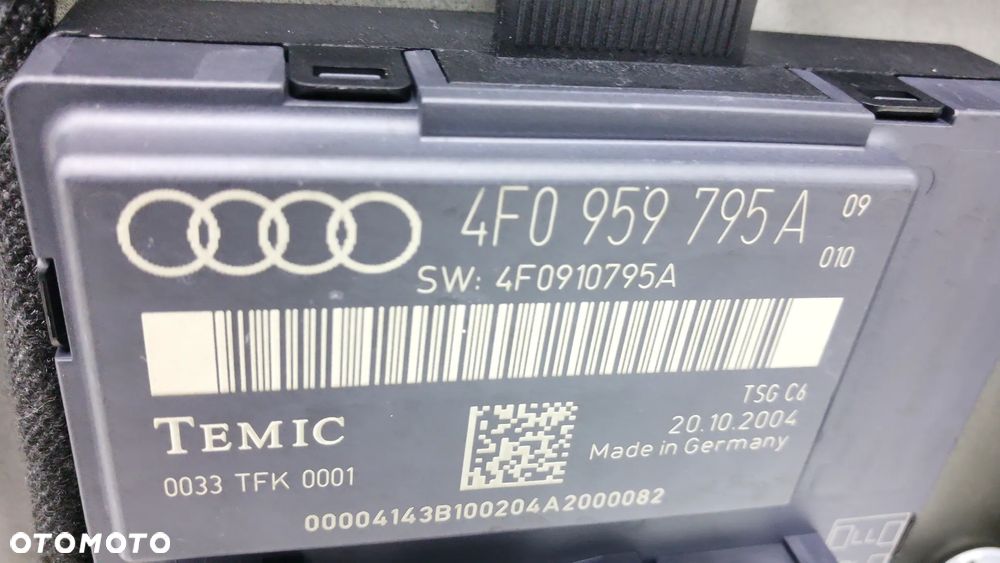 4F0 959 795A 09
010
SW: 4F0910795A
TSG C6
TEMIC
20.10.2004
Made in Germany
0033 TFK 0001
00004143B100204A2000082
OTOMOTO